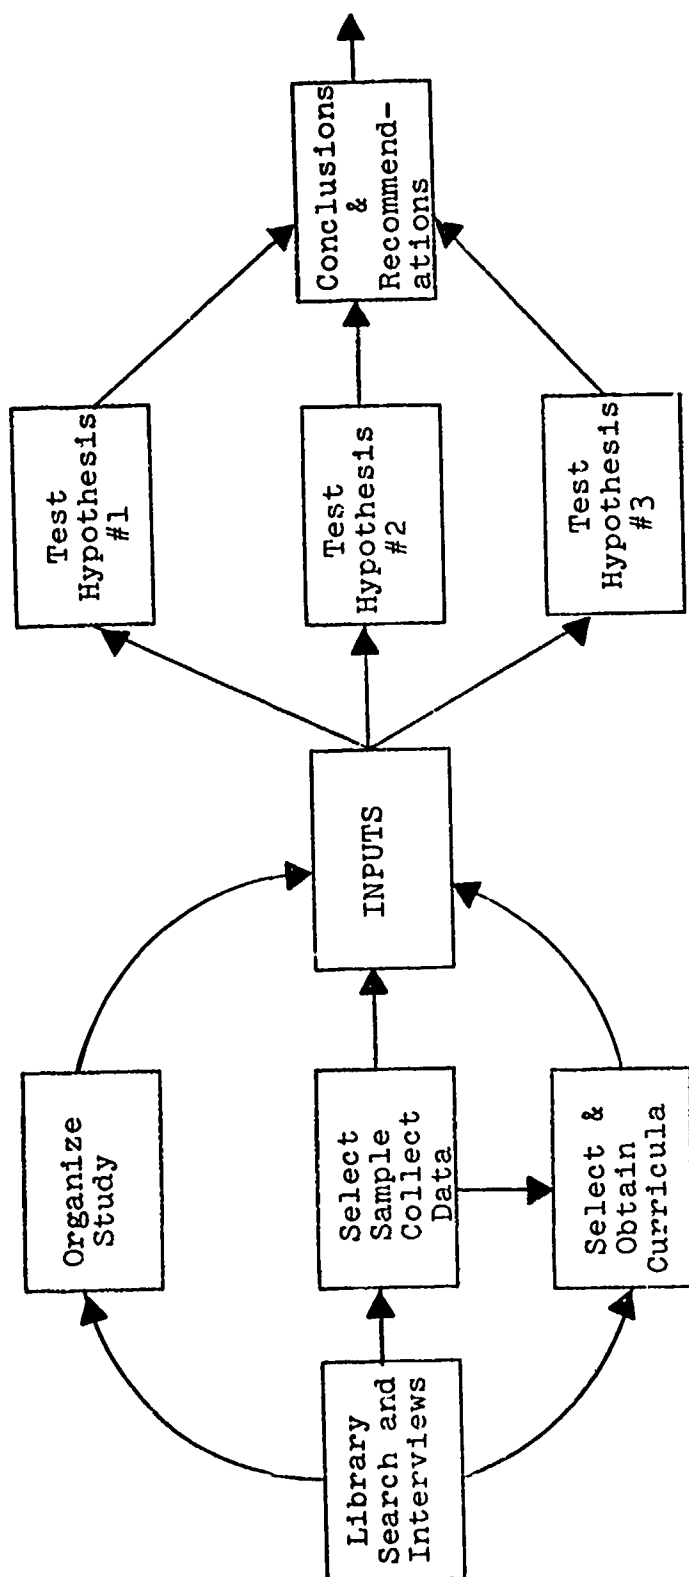 Library
Search and
Interviews
Organize
Study
Select
Sample
Collect
Data
Select &
Obtain
Curricula
INPUTS
Test
Hypothesis
#1
Test
Hypothesis
#2
Test
Hypothesis
#3
Conclusions
&
Recommend-
ations